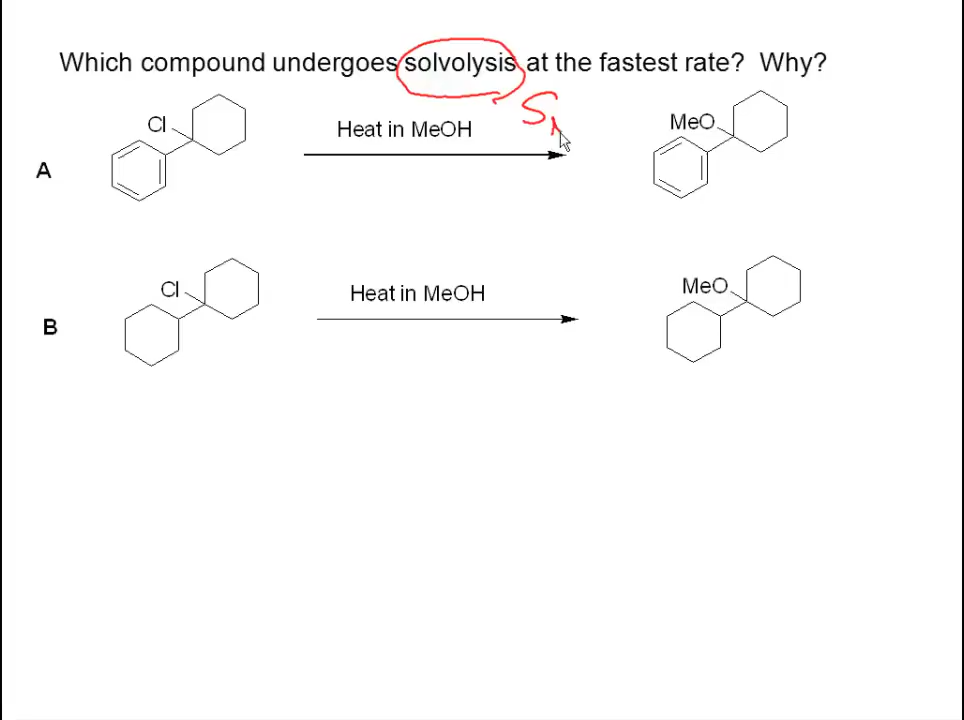 Which compound undergoes solvolysis at the fastest rate? Why?
S
Cl
Heat in MeOH
MeO
A
Cl
Heat in MeOH
MeO
B